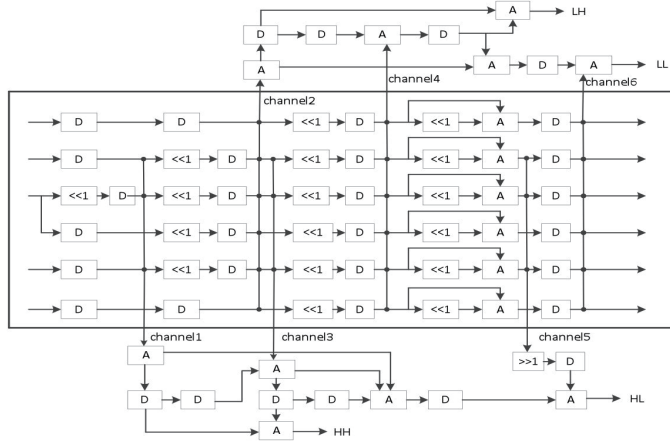 A LH
D D A D
A A D A LL
channel4 channel6
channel2
D D <<1 D <<1 A D
D <<1 D <<1 D <<1 A D
<<1 D <<1 D <<1 D <<1 A D
D <<1 D <<1 D <<1 A D
D <<1 D <<1 D <<1 A D
D D <<1 D <<1 A D
channel1 channel3 channel5
A >>1 D
A
D D D D A D A HL
A HH